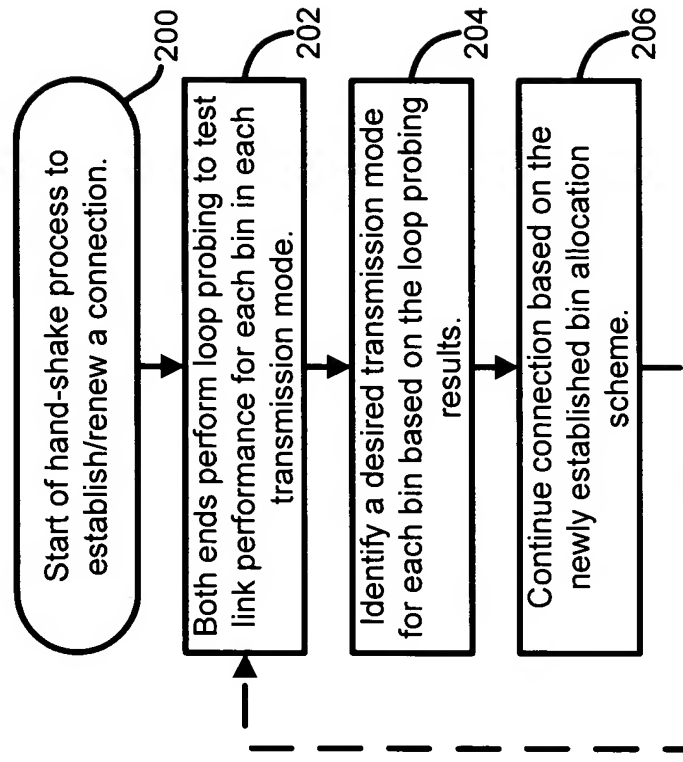 200
Start of hand-shake process to
establish/renew a connection.
202
Both ends perform loop probing to test
link performance for each bin in each
transmission mode.
204
Identify a desired transmission mode
for each bin based on the loop probing
results.
206
Continue connection based on the
newly established bin allocation
scheme.